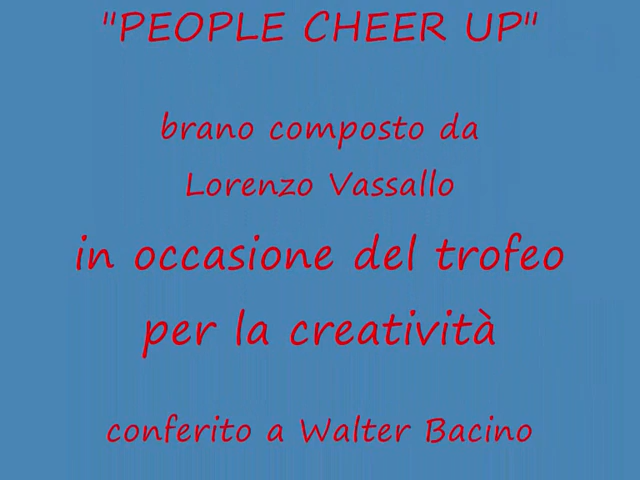 "PEOPLE CHEER UP"
brano composto da
Lorenzo Vassallo
in occasione del trofeo
per la creatività
conferito a Walter Bacino